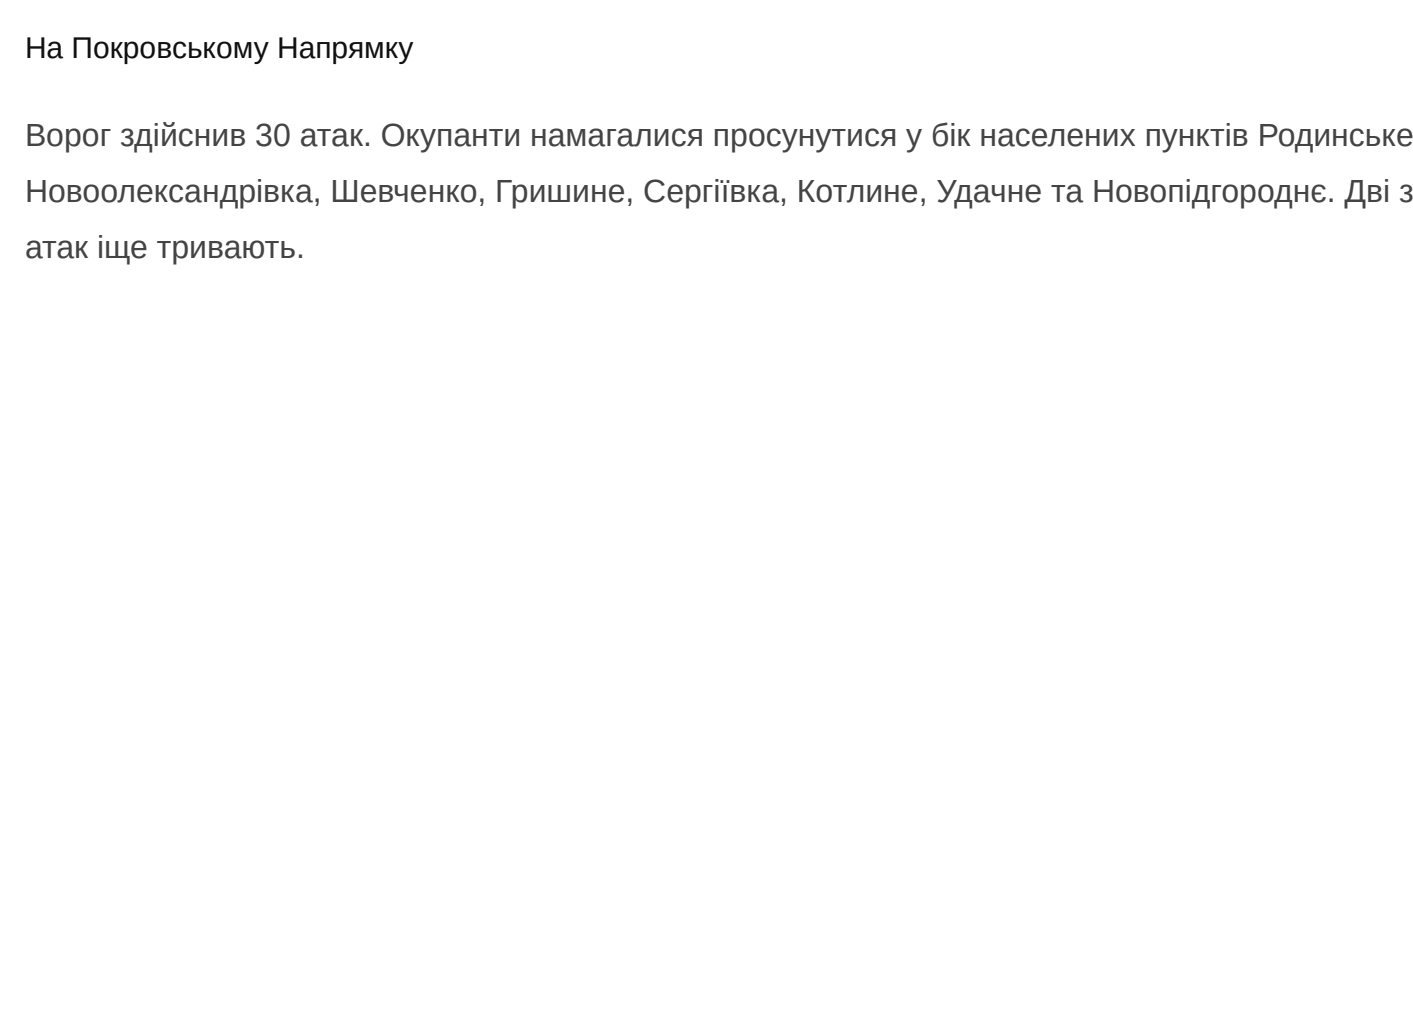 На Покровському Напрямку
Ворог здійснив 30 атак. Окупанти намагалися просунутися у бік населених пунктів Родинське
Новоолександрівка, Шевченко, Гришине, Сергіївка, Котлине, Удачне та Новопідгороднє. Дві з
атак іще тривають.